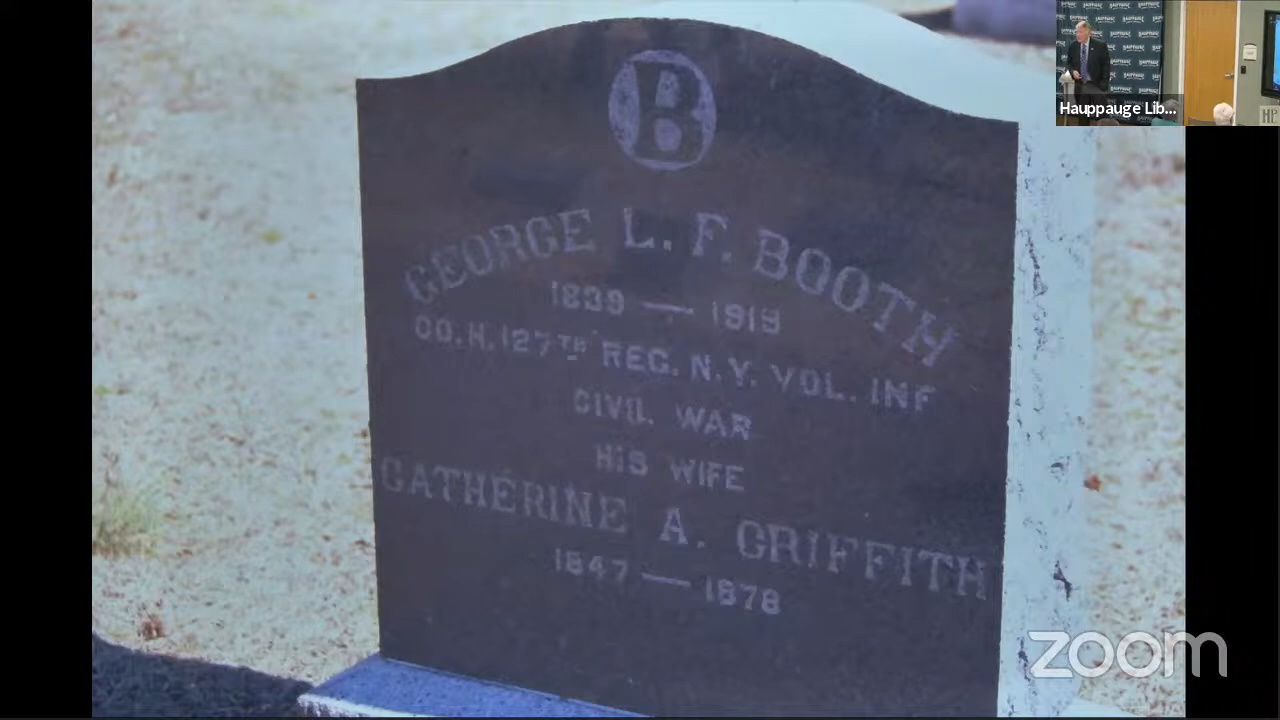 B
GEORGE L. F. BOOTH
1839 — 1919
CO. H. 127TH REG. N.Y. VOL. INF
CIVIL WAR
HIS WIFE
CATHERINE A. GRIFFITH
1847 — 1878
Hauppauge Lib...
zoom